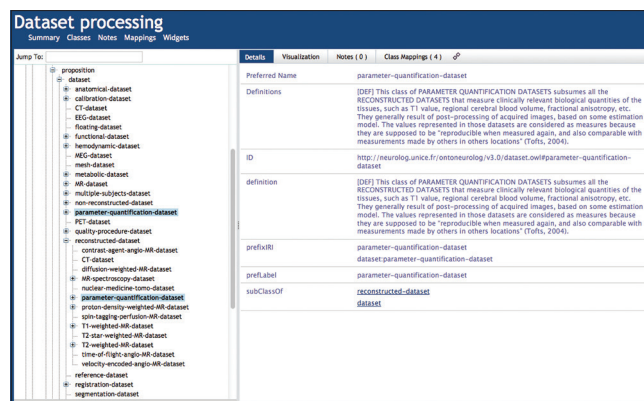 Dataset processing
Summary Classes Notes Mappings Widgets
Jump To:
proposition
dataset
anatomical-dataset
calibration-dataset
CT-dataset
EEG-dataset
floating-dataset
functional-dataset
hemodynamic-dataset
MEG-dataset
mesh-dataset
metabolic-dataset
MR-dataset
multiple-subjects-dataset
non-reconstructed-dataset
parameter-quantification-dataset
PET-dataset
quality-procedure-dataset
reconstructed-dataset
contrast-agent-angio-MR-dataset
CT-dataset
diffusion-weighted-MR-dataset
MR-spectroscopy-dataset
nuclear-medicine-tomo-dataset
parameter-quantification-dataset
proton-density-weighted-MR-dataset
spin-tagging-perfusion-MR-dataset
T1-weighted-MR-dataset
T2-star-weighted-MR-dataset
T2-weighted-MR-dataset
time-of-flight-angio-MR-dataset
velocity-encoded-angio-MR-dataset
reference-dataset
registration-dataset
segmentation-dataset
Details Visualization Notes ( 0 ) Class Mappings ( 4 )
Preferred Name parameter-quantification-dataset
Definitions [DEF] This class of PARAMETER QUANTIFICATION DATASETS subsumes all the
RECONSTRUCTED DATASETS that measure clinically relevant biological quantities of the
tissues, such as T1 value, regional cerebral blood volume, fractional anisotropy, etc.
They generally result of post-processing of acquired images, based on some estimation
model. The values represented in those datasets are considered as measures because
they are supposed to be "reproducible when measured again, and also comparable with
measurements made by others in others locations" (Tofts, 2004).
ID http://neurolog.unice.fr/ontoneurolog/v3.0/dataset.owl#parameter-quantification-
dataset
definition [DEF] This class of PARAMETER QUANTIFICATION DATASETS subsumes all the
RECONSTRUCTED DATASETS that measure clinically relevant biological quantities of the
tissues, such as T1 value, regional cerebral blood volume, fractional anisotropy, etc.
They generally result of post-processing of acquired images, based on some estimation
model. The values represented in those datasets are considered as measures because
they are supposed to be "reproducible when measured again, and also comparable with
measurements made by others in others locations" (Tofts, 2004).
prefixIRI parameter-quantification-dataset
dataset:parameter-quantification-dataset
prefLabel parameter-quantification-dataset
subClassOf reconstructed-dataset
dataset